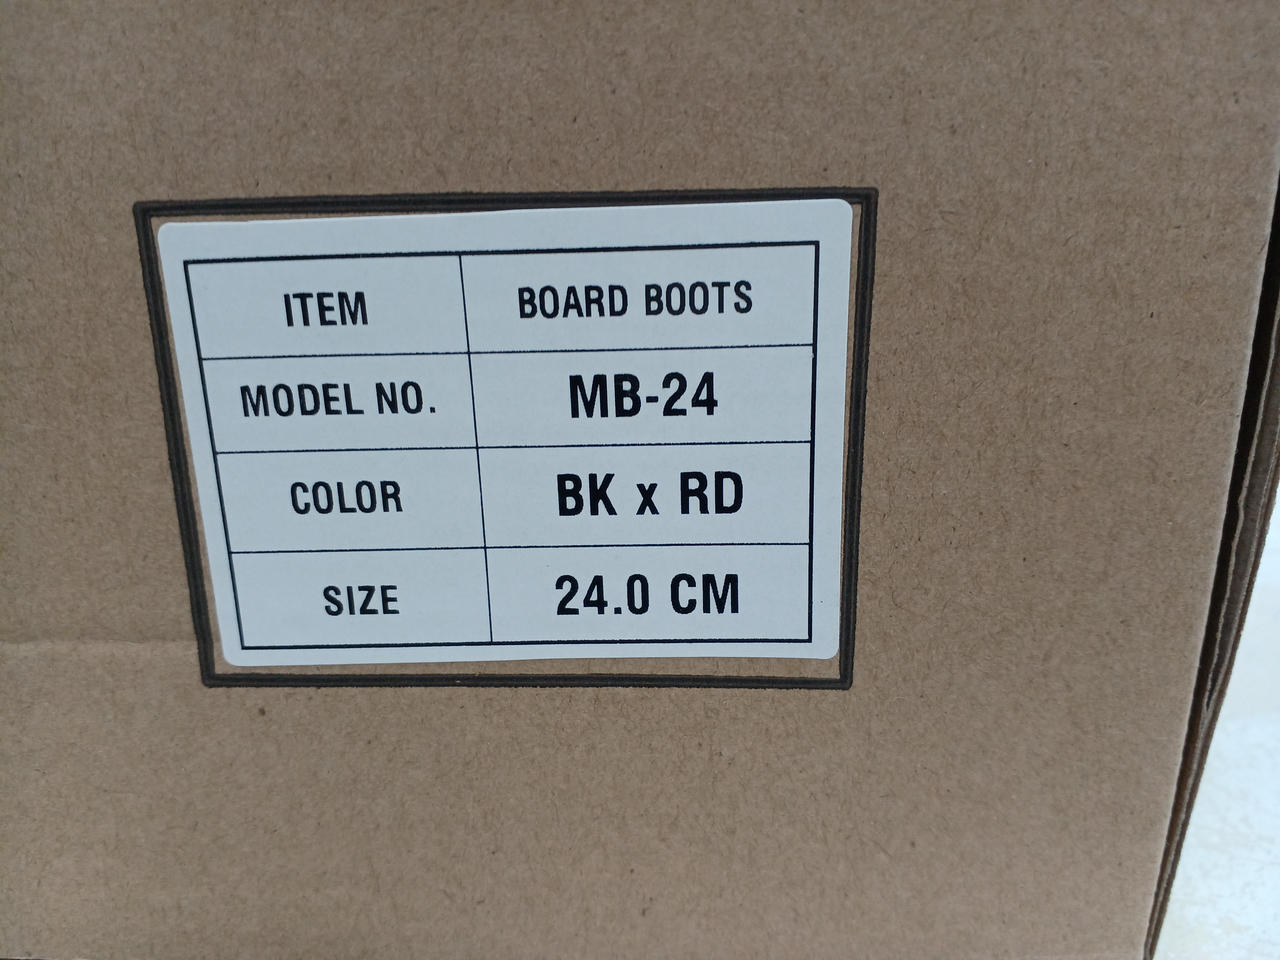 ITEM BOARD BOOTS
MODEL NO. MB-24
COLOR BK x RD
SIZE 24.0 CM